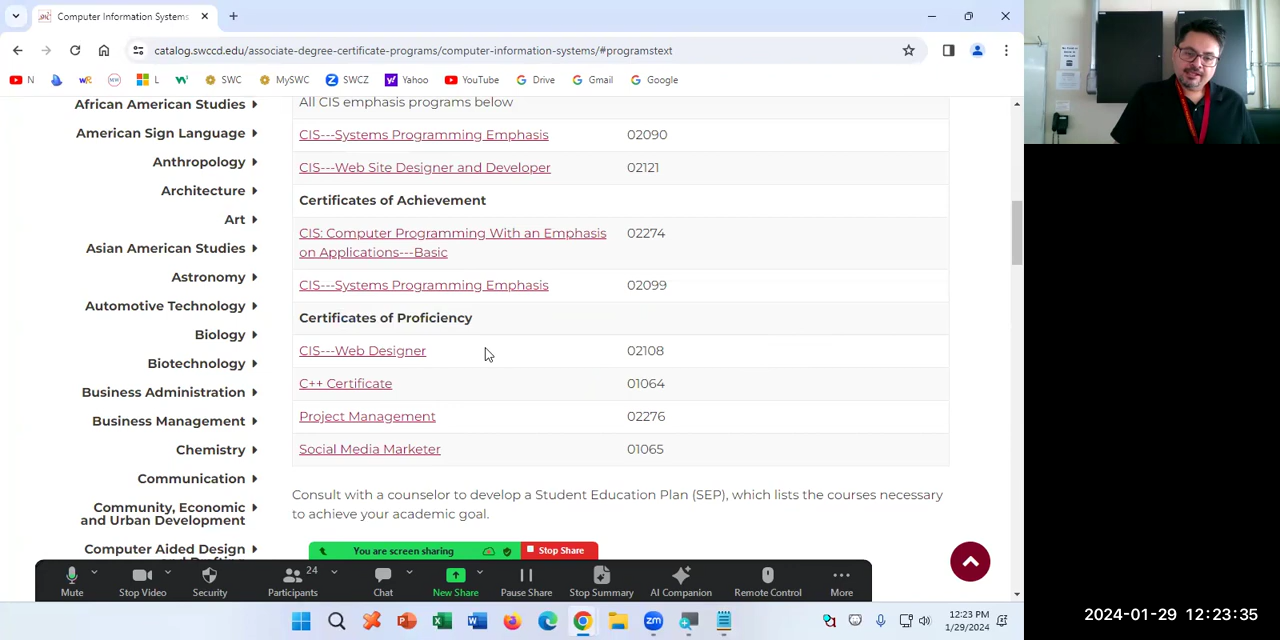 Computer Information Systems
catalog.swccd.edu/associate-degree-certificate-programs/computer-information-systems/#programstext
N
L
SWC
MySWC
SWCZ
Yahoo
Drive
Gmail
Google
African American Studies
American Sign Language
Anthropology
Architecture
Art
Asian American Studies
Astronomy
Automotive Technology
Biology
Biotechnology
Business Administration
Business Management
Chemistry
Communication
Community, Economic
and Urban Development
Computer Aided Design
All CIS emphasis programs below
CIS---Systems Programming Emphasis 02090
CIS---Web Site Designer and Developer 02121
Certificates of Achievement
CIS: Computer Programming With an Emphasis 02274
on Applications---Basic
CIS---Systems Programming Emphasis 02099
Certificates of Proficiency
CIS---Web Designer 02108
C++ Certificate 01064
Project Management 02276
Social Media Marketer 01065
Consult with a counselor to develop a Student Education Plan (SEP), which lists the courses necessary
to achieve your academic goal.
You are screen sharing Stop Share
24
Mute Stop Video Security Participants Chat New Share Pause Share Stop Summary AI Companion Remote Control More
12:23 PM
1/29/2024
2024-01-29 12:23:35